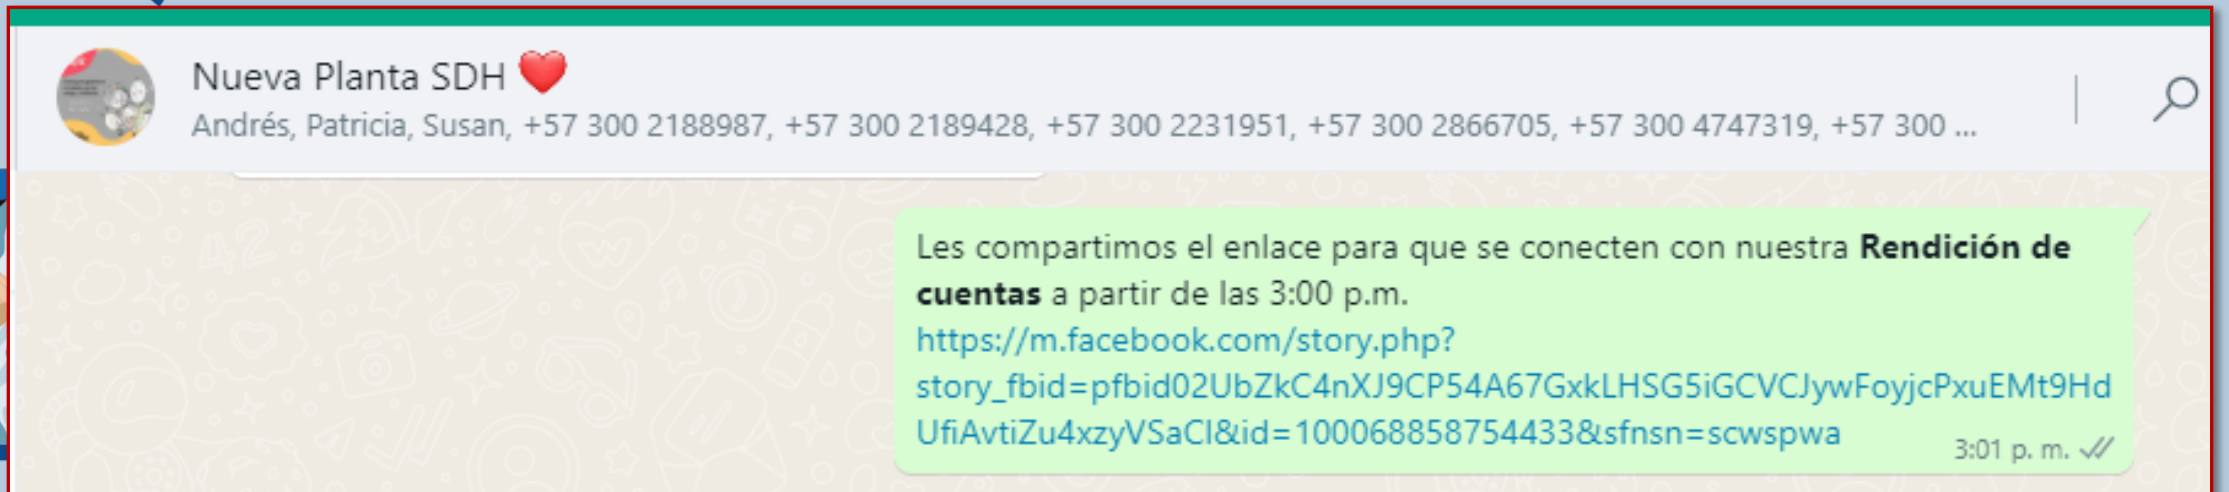 Nueva Planta SDH ❤️
Andrés, Patricia, Susan, +57 300 2188987, +57 300 2189428, +57 300 2231951, +57 300 2866705, +57 300 4747319, +57 300 ...
Les compartimos el enlace para que se conecten con nuestra Rendición de
cuentas a partir de las 3:00 p.m.
https://m.facebook.com/story.php?
story_fbid=pfbid02UbZkC4nXJ9CP54A67GxkLHSG5iGCVCJywFoyjcPxuEMt9Hd
UfiAvtiZu4xzyVSaCl&id=100068858754433&sfnsn=scwspwa
3:01 p. m.